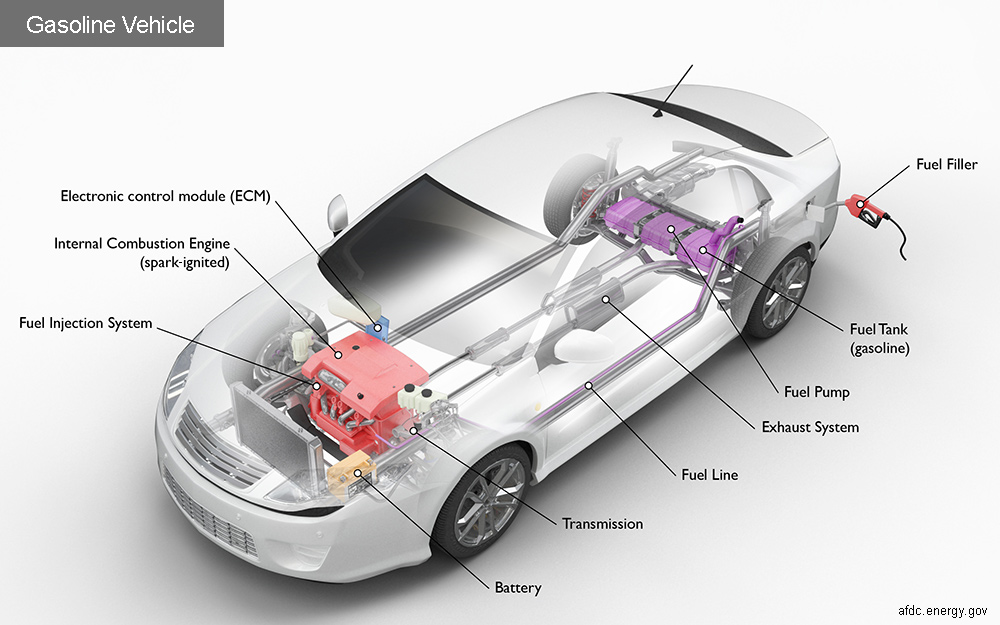 Gasoline Vehicle
Fuel Filler
Electronic control module (ECM)
Internal Combustion Engine
(spark-ignited)
Fuel Injection System
Fuel Tank
(gasoline)
Fuel Pump
Exhaust System
Fuel Line
Transmission
Battery
afdc.energy.gov